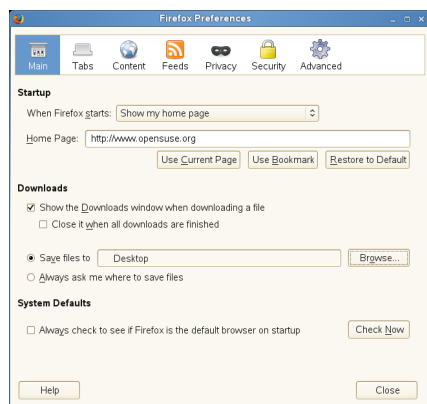 Firefox Preferences
Main Tabs Content Feeds Privacy Security Advanced
Startup
When Firefox starts: Show my home page
Home Page: http://www.opensuse.org
Use Current Page Use Bookmark Restore to Default
Downloads
Show the Downloads window when downloading a file
Close it when all downloads are finished
Save files to Desktop Browse...
Always ask me where to save files
System Defaults
Always check to see if Firefox is the default browser on startup Check Now
Help Close